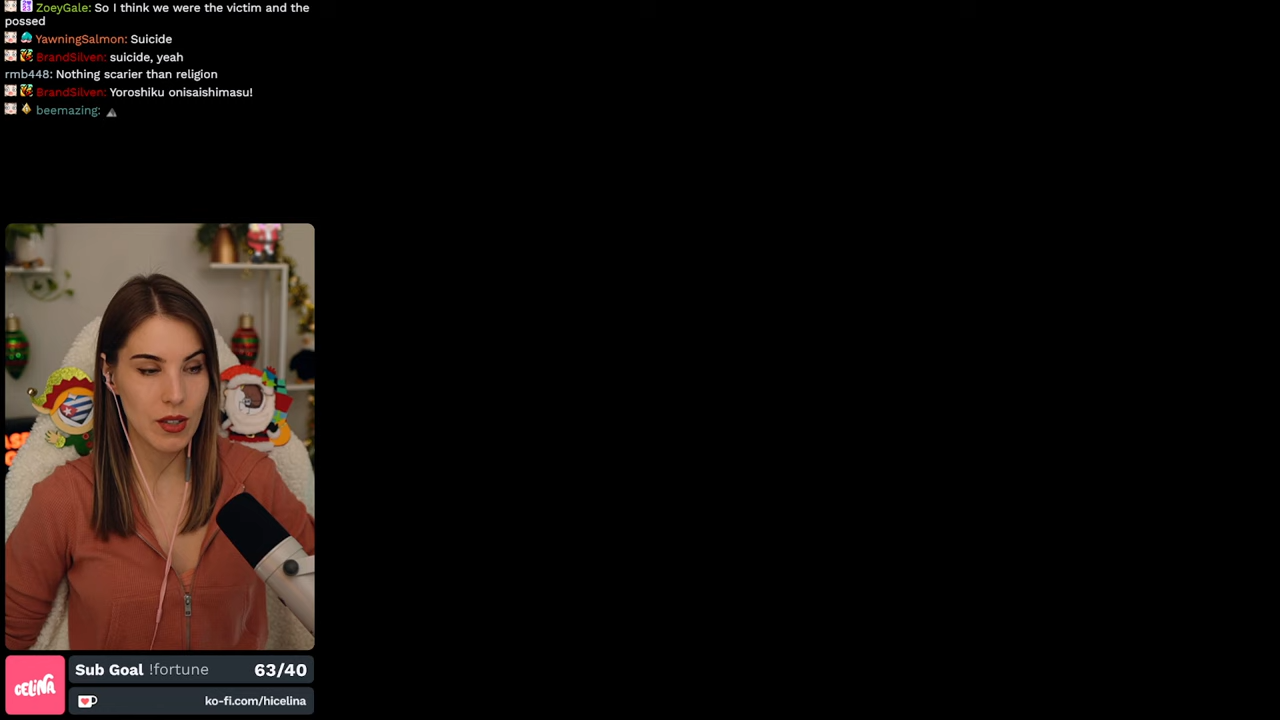 ZoeyGale: So I think we were the victim and the
possed
YawningSalmon: Suicide
BrandSilven: suicide, yeah
rmb448: Nothing scarier than religion
BrandSilven: Yoroshiku onisaishimasu!
beemazing:
Sub Goal !fortune 63/40
CELINA
ko-fi.com/hicelina